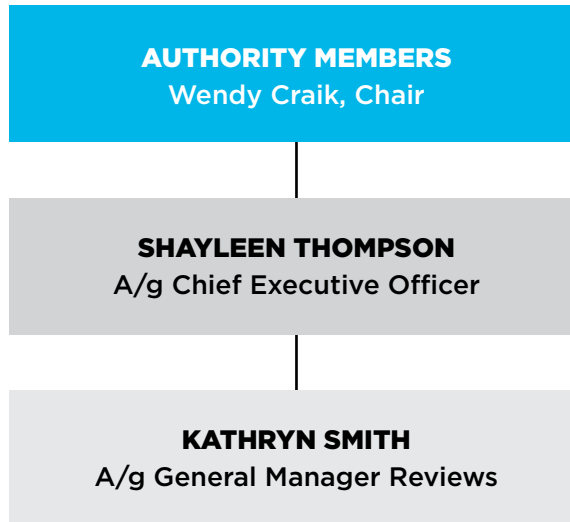 AUTHORITY MEMBERS
Wendy Craik, Chair
SHAYLEEN THOMPSON
A/g Chief Executive Officer
KATHRYN SMITH
A/g General Manager Reviews